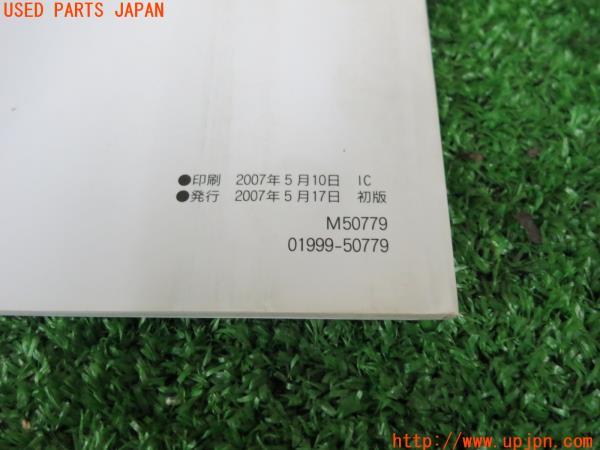 USED PARTS JAPAN
●印刷 2007年5月10日 IC
●発行 2007年5月17日 初版
M50779
01999-50779
http://www.upjpn.com/